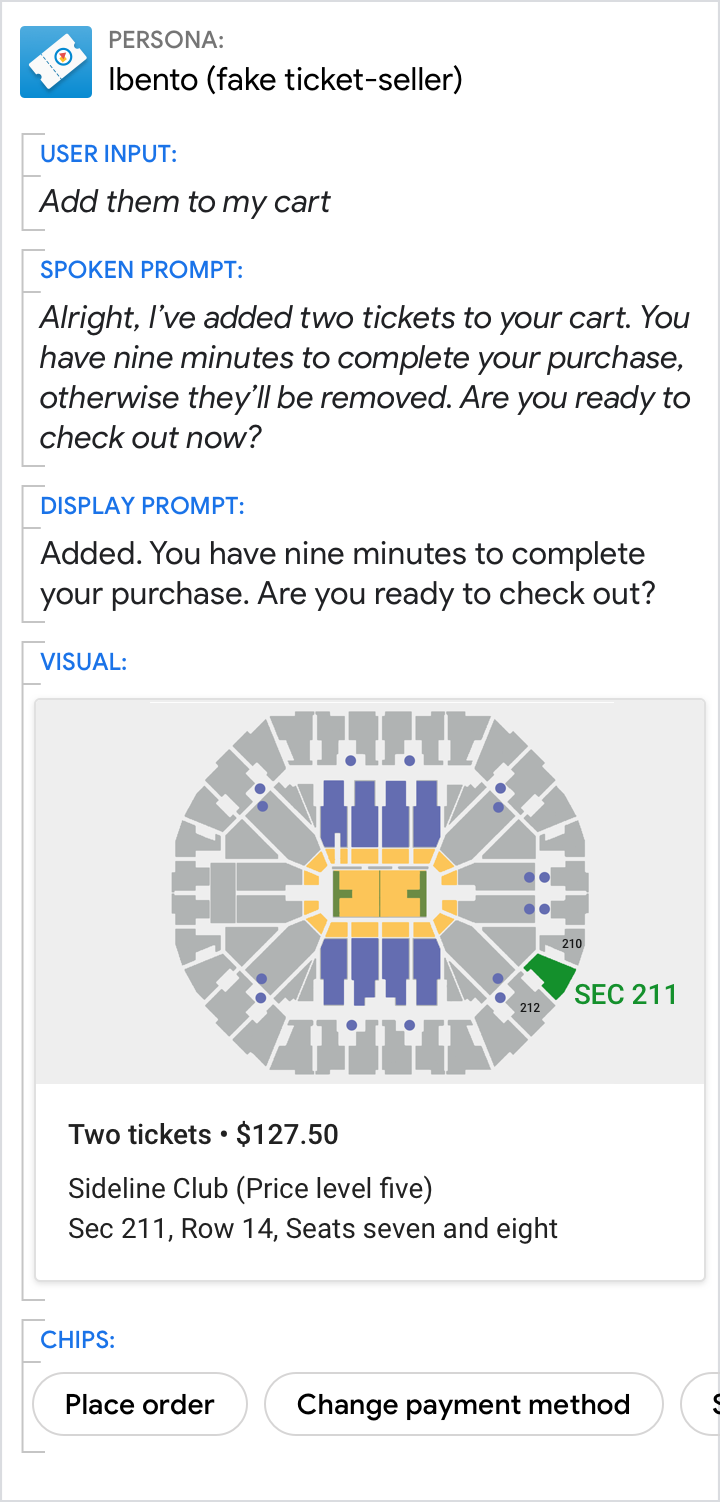 PERSONA:
Ibento (fake ticket-seller)
USER INPUT:
Add them to my cart
SPOKEN PROMPT:
Alright, I’ve added two tickets to your cart. You
have nine minutes to complete your purchase,
otherwise they’ll be removed. Are you ready to
check out now?
DISPLAY PROMPT:
Added. You have nine minutes to complete
your purchase. Are you ready to check out?
VISUAL:
210
SEC 211
212
Two tickets • $127.50
Sideline Club (Price level five)
Sec 211, Row 14, Seats seven and eight
CHIPS:
Place order
Change payment method